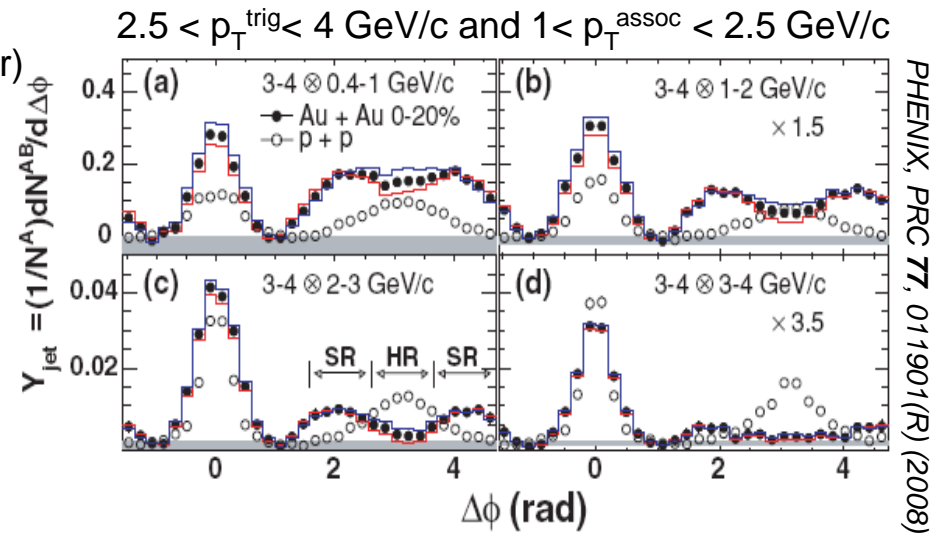 2.5 < p_T^trig < 4 GeV/c and 1 < p_T^assoc < 2.5 GeV/c
r)
Y_jet = (1/N^A)dN^AB/dΔϕ
(a) 3-4 ⊗ 0.4-1 GeV/c
Au + Au 0-20%
p + p
(b) 3-4 ⊗ 1-2 GeV/c
× 1.5
0.4
0.2
0
(c) 3-4 ⊗ 2-3 GeV/c
SR HR SR
(d) 3-4 ⊗ 3-4 GeV/c
× 3.5
0.04
0.02
0 2 4 0 2 4
Δϕ (rad)
PHENIX, PRC 77, 011901(R) (2008)